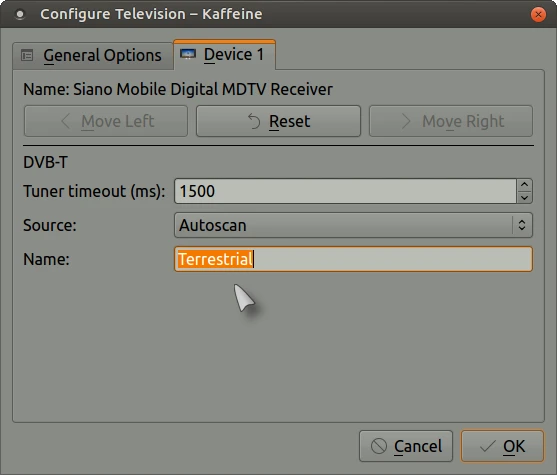 Configure Television – Kaffeine
General Options Device 1
Name: Siano Mobile Digital MDTV Receiver
Move Left Reset Move Right
DVB-T
Tuner timeout (ms): 1500
Source: Autoscan
Name: Terrestrial
Cancel OK